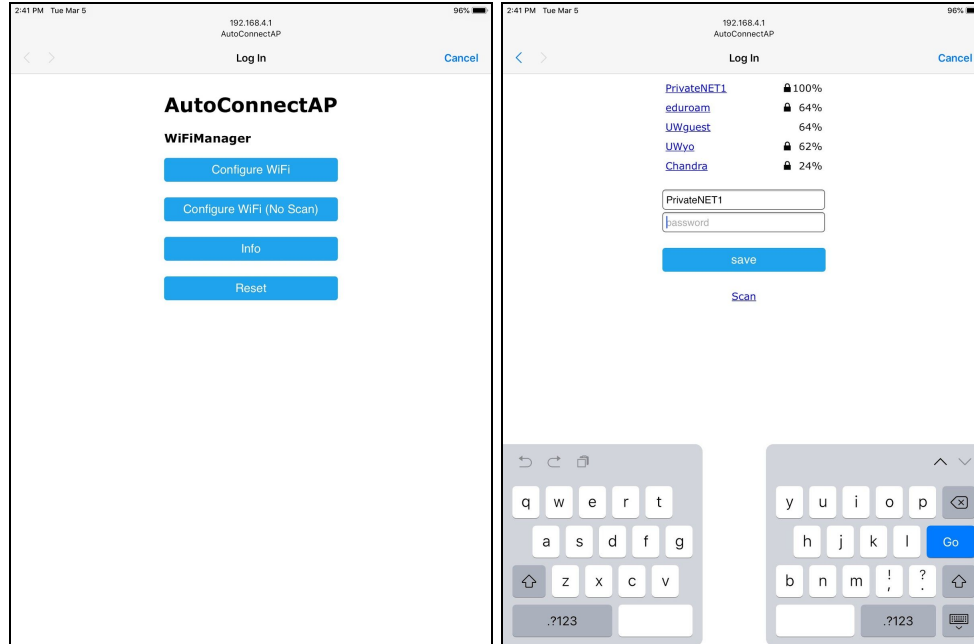 2:41 PM Tue Mar 5
96%
192.168.4.1
AutoConnectAP
Log In
Cancel
AutoConnectAP
WiFiManager
Configure WiFi
Configure WiFi (No Scan)
Info
Reset
2:41 PM Tue Mar 5
96%
192.168.4.1
AutoConnectAP
Log In
Cancel
PrivateNET1 100%
eduroam 64%
UWguest 64%
UWyo 62%
Chandra 24%
PrivateNET1
password
save
Scan
q w e r t
y u i o p
a s d f g
h j k l Go
z x c v
b n m ! , ? .
.?123
.?123